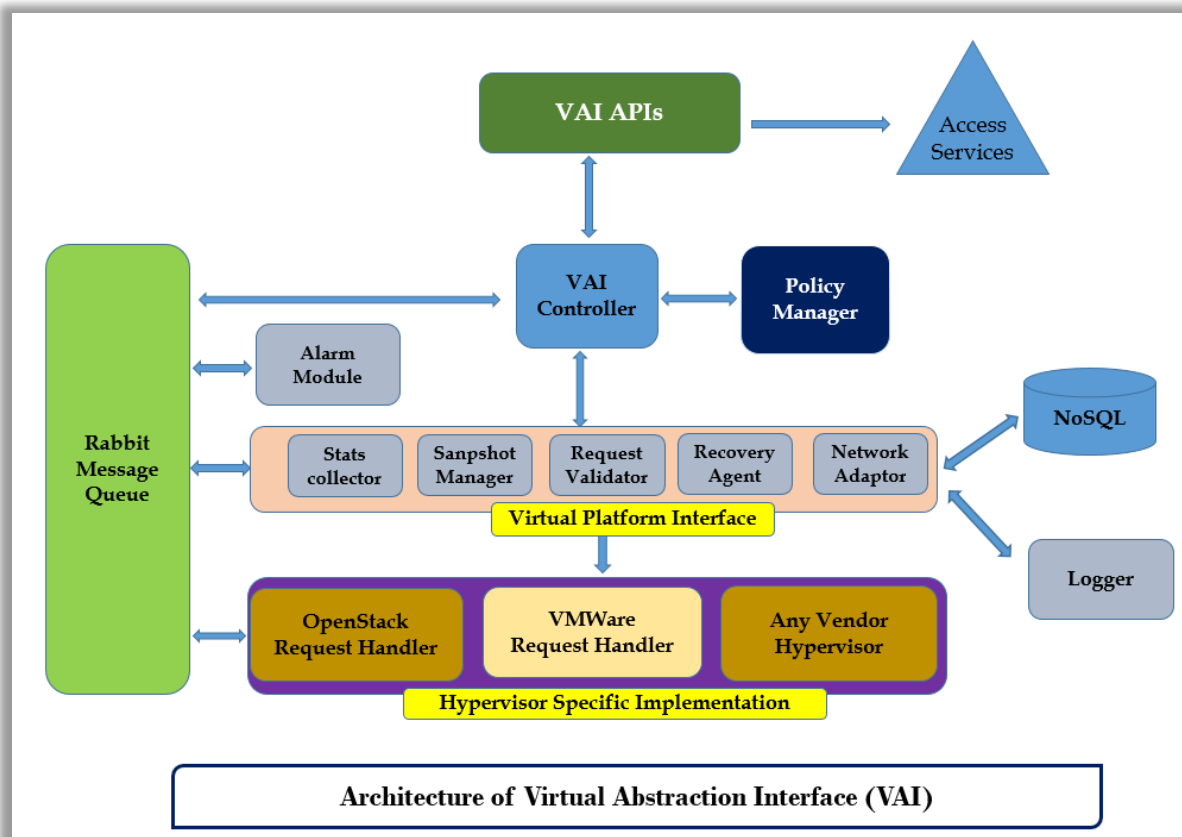 VAI APIs
Access
Services
VAI
Controller
Policy
Manager
Alarm
Module
Rabbit
Message
Queue
NoSQL
Stats
collector
Sanpshot
Manager
Request
Validator
Recovery
Agent
Network
Adaptor
Virtual Platform Interface
Logger
OpenStack
Request Handler
VMWare
Request Handler
Any Vendor
Hypervisor
Hypervisor Specific Implementation
Architecture of Virtual Abstraction Interface (VAI)